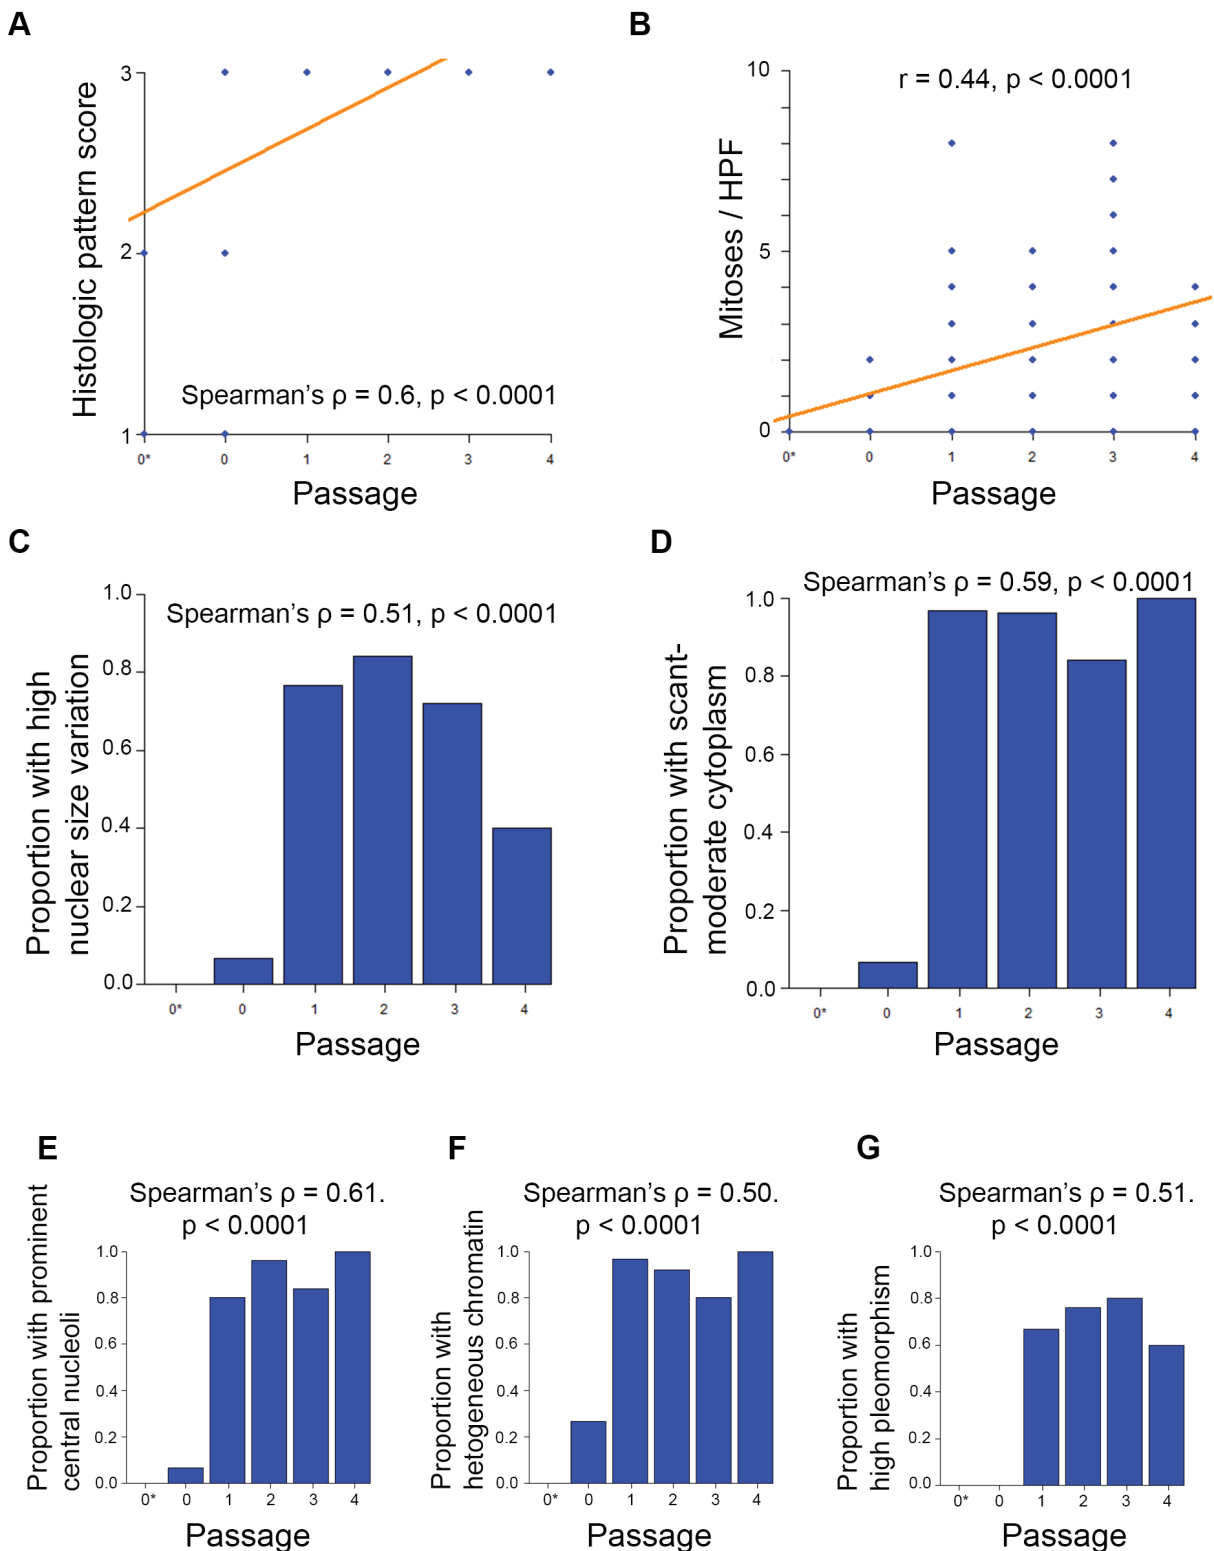 A
Histologic pattern score
3
2
1
Spearman’s ρ = 0.6, p < 0.0001
0* 0 1 2 3 4
Passage
B
Mitoses / HPF
10
5
0
r = 0.44, p < 0.0001
0* 0 1 2 3 4
Passage
C
Proportion with high
nuclear size variation
1.0
0.8
0.6
0.4
0.2
0.0
Spearman’s ρ = 0.51, p < 0.0001
0* 0 1 2 3 4
Passage
D
Proportion with scant-
moderate cytoplasm
Spearman’s ρ = 0.59, p < 0.0001
1.0
0.8
0.6
0.4
0.2
0.0
0* 0 1 2 3 4
Passage
E
Proportion with prominent
central nucleoli
Spearman’s ρ = 0.61.
p < 0.0001
1.0
0.8
0.6
0.4
0.2
0.0
0* 0 1 2 3 4
Passage
F
Proportion with
hetogeneous chromatin
Spearman’s ρ = 0.50.
p < 0.0001
1.0
0.8
0.6
0.4
0.2
0.0
0* 0 1 2 3 4
Passage
G
Proportion with
high pleomorphism
Spearman’s ρ = 0.51.
p < 0.0001
1.0
0.8
0.6
0.4
0.2
0.0
0* 0 1 2 3 4
Passage